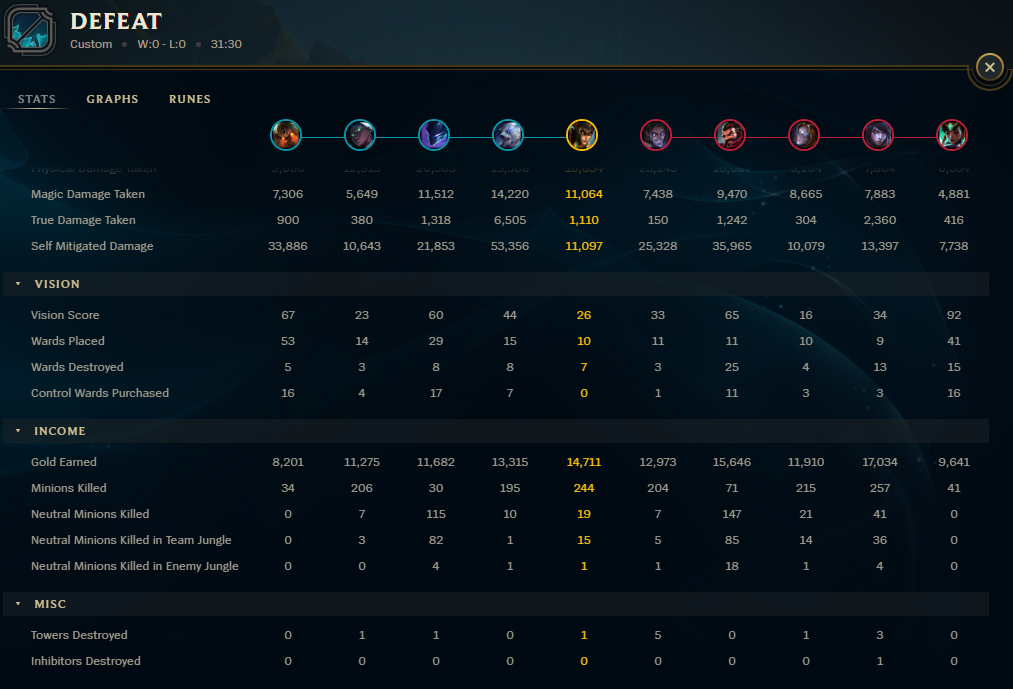 DEFEAT
Custom • W:0 - L:0 • 31:30
STATS GRAPHS RUNES
Physical Damage Taken
Magic Damage Taken 7,306 5,649 11,512 14,220 11,064 7,438 9,470 8,665 7,883 4,881
True Damage Taken 900 380 1,318 6,505 1,110 150 1,242 304 2,360 416
Self Mitigated Damage 33,886 10,643 21,853 53,356 11,097 25,328 35,965 10,079 13,397 7,738
VISION
Vision Score 67 23 60 44 26 33 65 16 34 92
Wards Placed 53 14 29 15 10 11 11 10 9 41
Wards Destroyed 5 3 8 8 7 3 25 4 13 15
Control Wards Purchased 16 4 17 7 0 1 11 3 3 16
INCOME
Gold Earned 8,201 11,275 11,682 13,315 14,711 12,973 15,646 11,910 17,034 9,641
Minions Killed 34 206 30 195 244 204 71 215 257 41
Neutral Minions Killed 0 7 115 10 19 7 147 21 41 0
Neutral Minions Killed in Team Jungle 0 3 82 1 15 5 85 14 36 0
Neutral Minions Killed in Enemy Jungle 0 0 4 1 1 1 18 1 4 0
MISC
Towers Destroyed 0 1 1 0 1 5 0 1 3 0
Inhibitors Destroyed 0 0 0 0 0 0 0 0 1 0